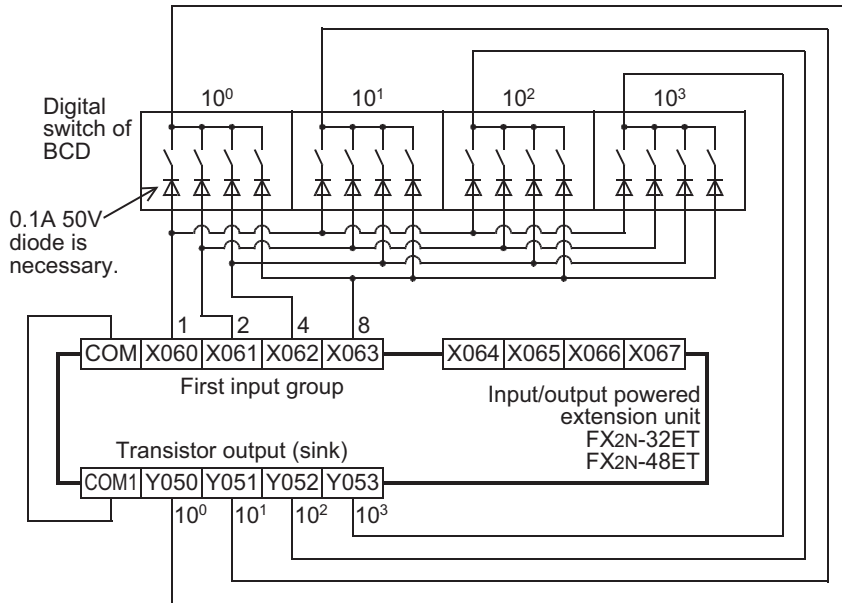 Digital
switch of
BCD
10⁰ 10¹ 10² 10³
0.1A 50V
diode is
necessary.
1 2 4 8
COM X060 X061 X062 X063 X064 X065 X066 X067
First input group
Input/output powered
extension unit
FX2N-32ET
FX2N-48ET
Transistor output (sink)
COM1 Y050 Y051 Y052 Y053
10⁰ 10¹ 10² 10³